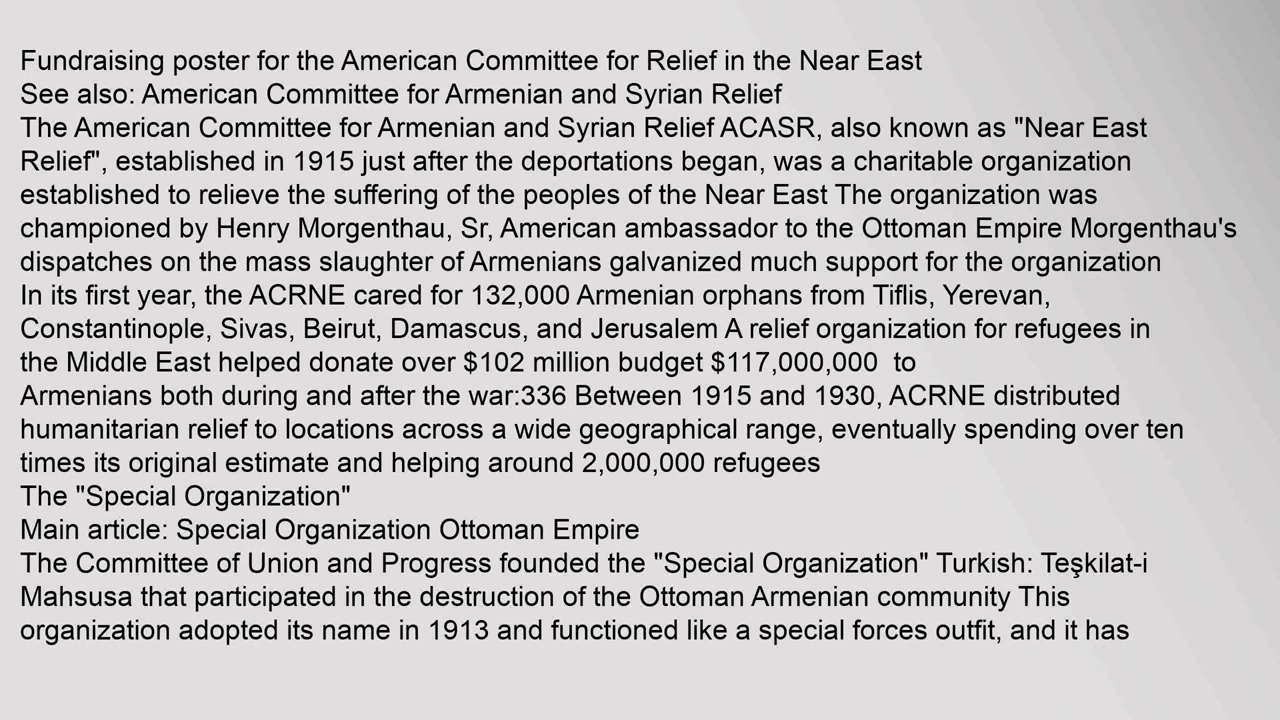 Fundraising poster for the American Committee for Relief in the Near East
See also: American Committee for Armenian and Syrian Relief
The American Committee for Armenian and Syrian Relief ACASR, also known as "Near East
Relief", established in 1915 just after the deportations began, was a charitable organization
established to relieve the suffering of the peoples of the Near East The organization was
championed by Henry Morgenthau, Sr, American ambassador to the Ottoman Empire Morgenthau's
dispatches on the mass slaughter of Armenians galvanized much support for the organization
In its first year, the ACRNE cared for 132,000 Armenian orphans from Tiflis, Yerevan,
Constantinople, Sivas, Beirut, Damascus, and Jerusalem A relief organization for refugees in
the Middle East helped donate over $102 million budget $117,000,000  to
Armenians both during and after the war:336 Between 1915 and 1930, ACRNE distributed
humanitarian relief to locations across a wide geographical range, eventually spending over ten
times its original estimate and helping around 2,000,000 refugees
The "Special Organization"
Main article: Special Organization Ottoman Empire
The Committee of Union and Progress founded the "Special Organization" Turkish: Teşkilat-i
Mahsusa that participated in the destruction of the Ottoman Armenian community This
organization adopted its name in 1913 and functioned like a special forces outfit, and it has